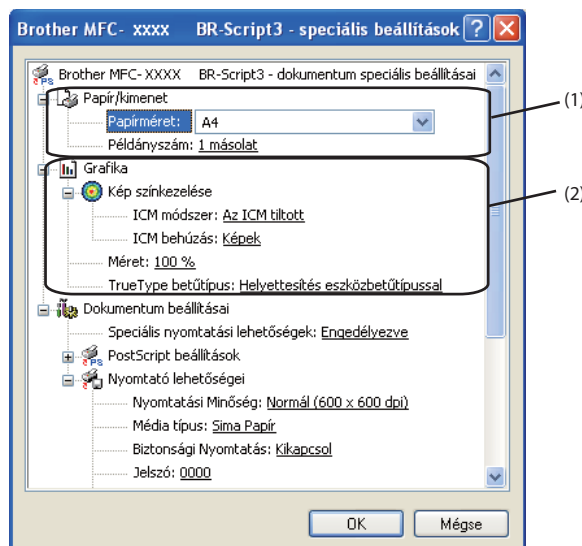 Brother MFC- xxxx BR-Script3 - speciális beállítások
Brother MFC- XXXX BR-Script3 - dokumentum speciális beállításai
Papír/kimenet
(1)
Papírméret: A4
Példányszám: 1 másolat
Grafika
(2)
Kép színkezelése
ICM módszer: Az ICM tiltott
ICM behúzás: Képek
Méret: 100 %
TrueType betűtípus: Helyettesítés eszközbetűtípussal
Dokumentum beállításai
Speciális nyomtatási lehetőségek: Engedélyezve
PostScript beállítások
Nyomtató lehetőségei
Nyomtatási Minőség: Normál (600 x 600 dpi)
Média típus: Sima Papír
Biztonsági Nyomtatás: Kikapcsol
Jelszó: 0000
OK Mégse